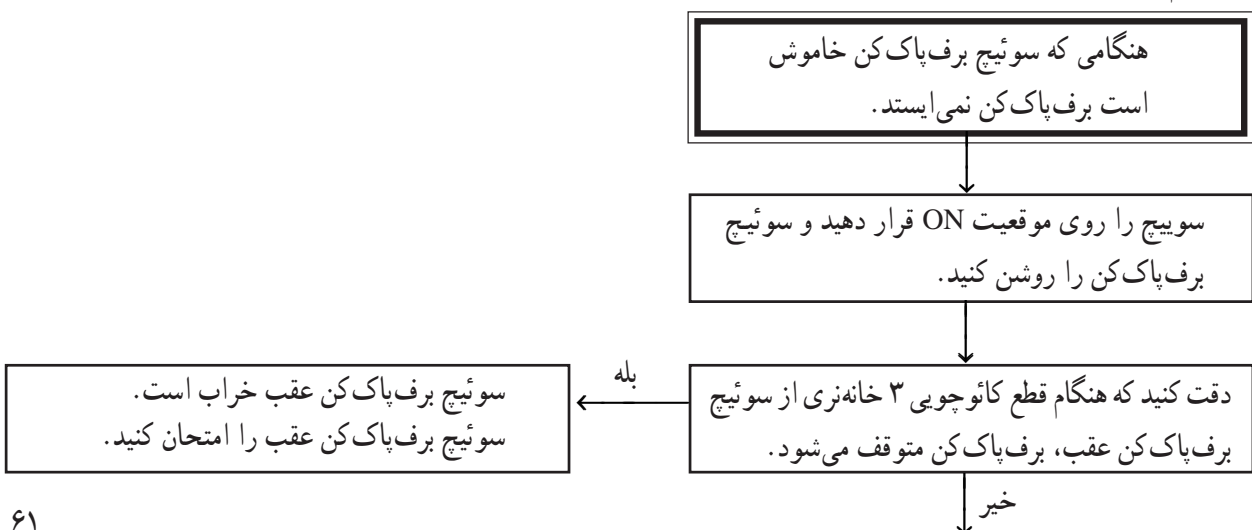 هنگامی که سوئیچ برف‌پاک‌کن خاموش
است برف‌پاک‌کن نمی‌ایستد.
سوییچ را روی موقعیت ON قرار دهید و سوئیچ
برف‌پاک‌کن را روشن کنید.
دقت کنید که هنگام قطع کائوچویی ۳ خانه‌نری از سوئیچ
برف‌پاک‌کن عقب، برف‌پاک‌کن متوقف می‌شود.
بله
سوئیچ برف‌پاک‌کن عقب خراب است.
سوئیچ برف‌پاک‌کن عقب را امتحان کنید.
خیر
۶۱